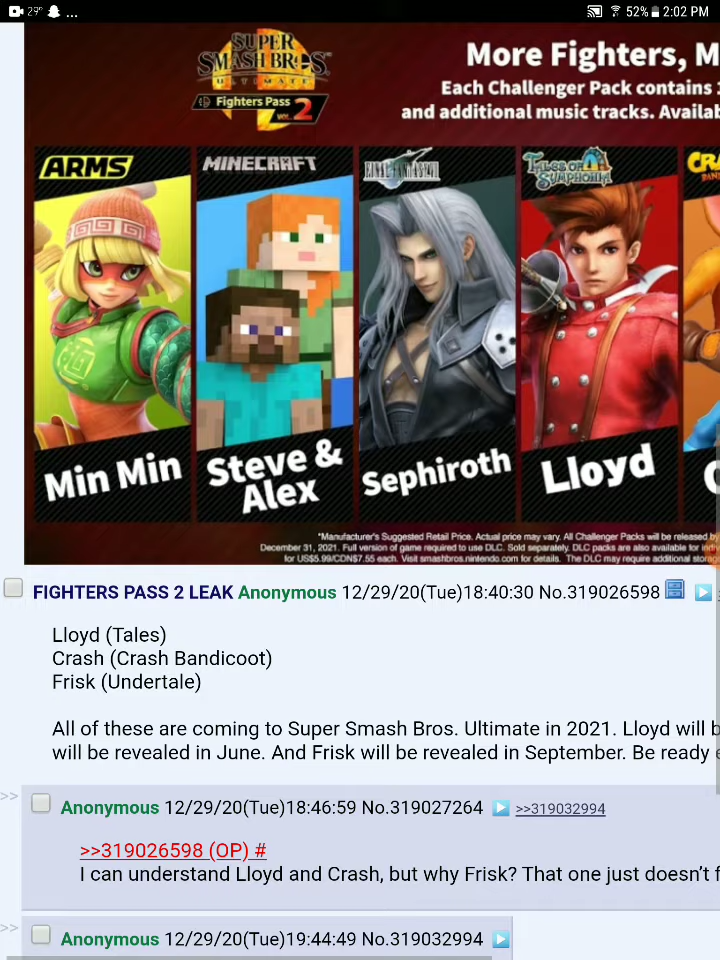 29°
...
52% 2:02 PM
SUPER
SMASH BROS.
ULTIMATE
Fighters Pass
VOL. 2
More Fighters, M
Each Challenger Pack contains
and additional music tracks. Availab
ARMS
MINECRAFT
FINAL FANTASY VII
TALES OF
SYMPHONIA
CRA
BAN
Min Min
Steve &
Alex
Sephiroth
Lloyd
C
*Manufacturer's Suggested Retail Price. Actual price may vary. All Challenger Packs will be released by
December 31, 2021. Full version of game required to use DLC. Sold separately. DLC packs are also available for
for US$5.99/CDN$7.55 each. Visit smashbros.nintendo.com for details. The DLC may require additional storag
FIGHTERS PASS 2 LEAK Anonymous 12/29/20(Tue)18:40:30 No.319026598
Lloyd (Tales)
Crash (Crash Bandicoot)
Frisk (Undertale)
All of these are coming to Super Smash Bros. Ultimate in 2021. Lloyd will b
will be revealed in June. And Frisk will be revealed in September. Be ready
>> Anonymous 12/29/20(Tue)18:46:59 No.319027264 >>319032994
>>319026598 (OP) #
I can understand Lloyd and Crash, but why Frisk? That one just doesn't f
>> Anonymous 12/29/20(Tue)19:44:49 No.319032994